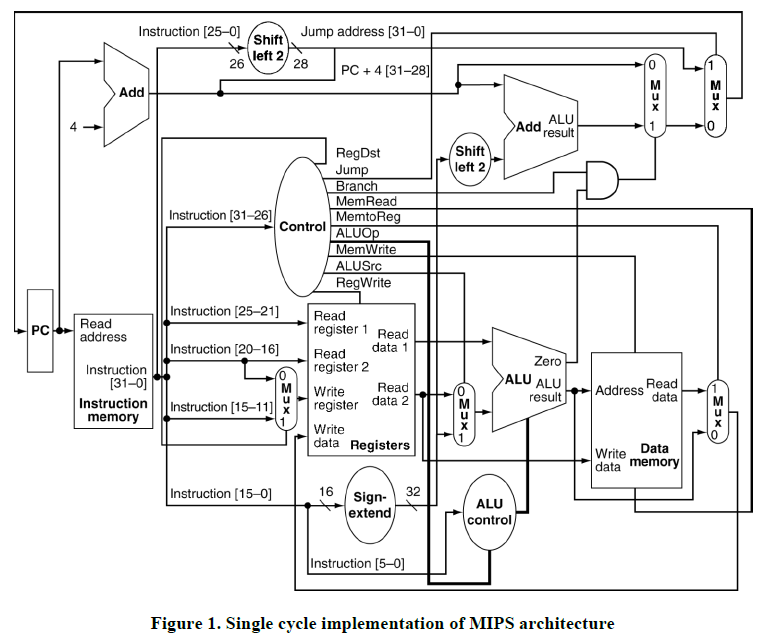 Instruction [25–0]
Shift
left 2
Jump address [31–0]
26
28
PC + 4 [31–28]
Add
4
0
M
u
x
1
1
M
u
x
0
Add
ALU
result
Shift
left 2
RegDst
Jump
Branch
MemRead
MemtoReg
ALUOp
MemWrite
ALUSrc
RegWrite
Control
Instruction [31–26]
PC
Read
address
Instruction
[31–0]
Instruction
memory
Instruction [25–21]
Instruction [20–16]
Instruction [15–11]
0
M
u
x
1
Read
register 1
Read
register 2
Write
register
Write
data
Read
data 1
Read
data 2
Registers
0
M
u
x
1
Zero
ALU
ALU
result
Address
Read
data
Write
data
Data
memory
1
M
u
x
0
Instruction [15–0]
16
Sign-
extend
32
ALU
control
Instruction [5–0]
Figure 1. Single cycle implementation of MIPS architecture